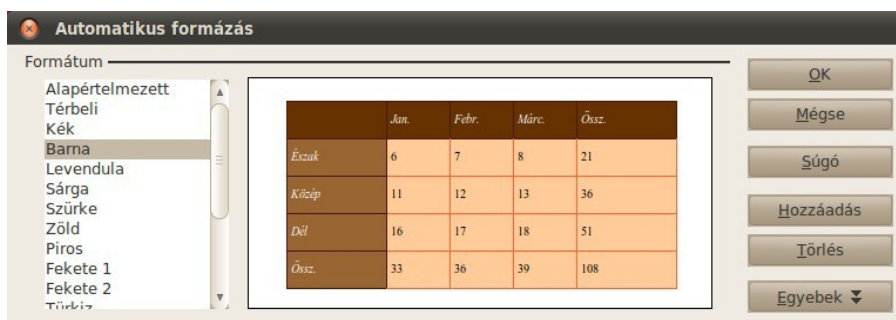 Automatikus formázás
Formátum
Alapértelmezett
Térbeli
Kék
Barna
Levendula
Sárga
Szürke
Zöld
Piros
Fekete 1
Fekete 2
Türkiz
Jan. Febr. Márc. Össz.
Észak 6 7 8 21
Közép 11 12 13 36
Dél 16 17 18 51
Össz. 33 36 39 108
OK
Mégse
Súgó
Hozzáadás
Törlés
Egyebek